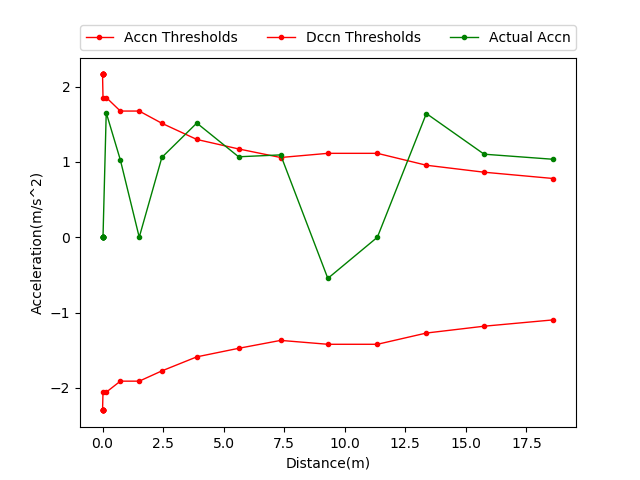 Accn Thresholds Dccn Thresholds Actual Accn
2
1
0
−1
−2
Acceleration(m/s^2)
0.0 2.5 5.0 7.5 10.0 12.5 15.0 17.5
Distance(m)